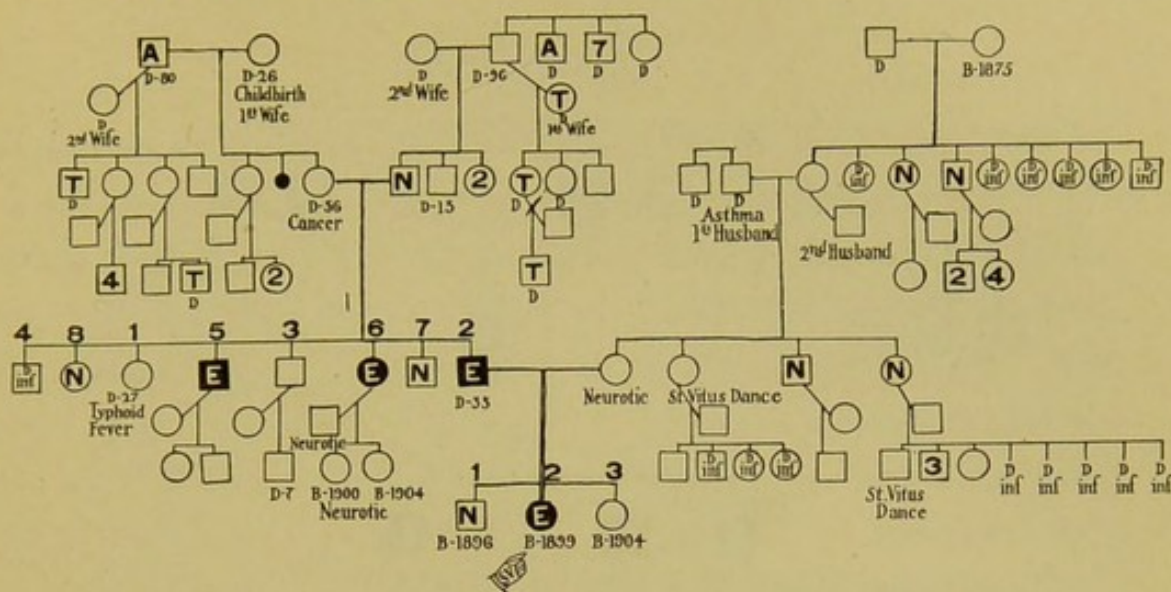 A A 7
D-80 D-26 D D-96 D D D D B-1875
Childbirth 2nd Wife T
1st Wife D
D 1st Wife
2nd Wife
T N 2 T D inf N N D inf D inf D inf D inf D inf
D D-36 D-15 D D D D
Cancer Asthma
1st Husband 2nd Husband
4 T 2 T 2 4
D D
4 8 1 5 3 6 7 2
D inf N E E N E N N
D-27 D-33 Neurotic St. Vitus Dance
Typhoid
Fever Neurotic D inf D inf D inf 3 D inf D inf D inf D inf D inf
D-7 B-1900 B-1904 St. Vitus
Neurotic Dance
1 2 3
N E
B-1896 B-1899 B-1904